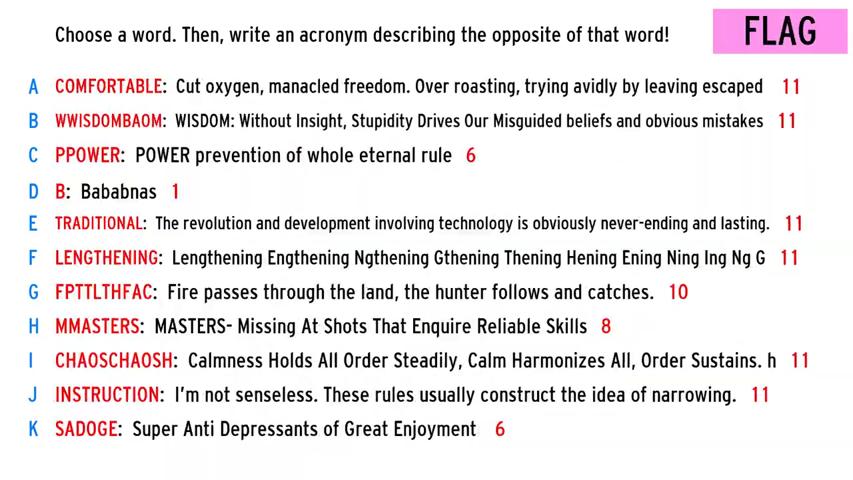 Choose a word. Then, write an acronym describing the opposite of that word!
FLAG
A COMFORTABLE: Cut oxygen, manacled freedom. Over roasting, trying avidly by leaving escaped 11
B WWISDOMBAOM: WISDOM: Without Insight, Stupidity Drives Our Misguided beliefs and obvious mistakes 11
C PPOWER: POWER prevention of whole eternal rule 6
D B: Bababnas 1
E TRADITIONAL: The revolution and development involving technology is obviously never-ending and lasting. 11
F LENGTHENING: Lengthening Engthening Ngthening Gthening Thening Hening Ening Ning Ing Ng G 11
G FPTTLTHFAC: Fire passes through the land, the hunter follows and catches. 10
H MMASTERS: MASTERS- Missing At Shots That Enquire Reliable Skills 8
I CHAOSCHAOSH: Calmness Holds All Order Steadily, Calm Harmonizes All, Order Sustains. h 11
J INSTRUCTION: I'm not senseless. These rules usually construct the idea of narrowing. 11
K SADOGE: Super Anti Depressants of Great Enjoyment 6